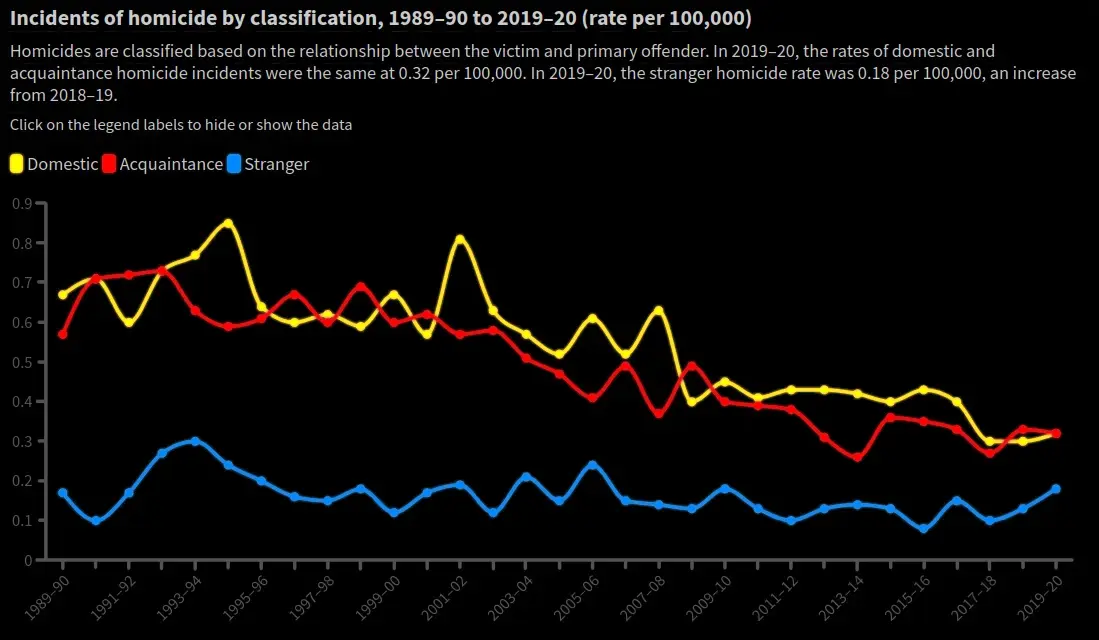 Incidents of homicide by classification, 1989–90 to 2019–20 (rate per 100,000)
Homicides are classified based on the relationship between the victim and primary offender. In 2019–20, the rates of domestic and
acquaintance homicide incidents were the same at 0.32 per 100,000. In 2019–20, the stranger homicide rate was 0.18 per 100,000, an increase
from 2018–19.
Click on the legend labels to hide or show the data
Domestic Acquaintance Stranger
0.9
0.8
0.7
0.6
0.5
0.4
0.3
0.2
0.1
0
1989–90 1991–92 1993–94 1995–96 1997–98 1999–00 2001–02 2003–04 2005–06 2007–08 2009–10 2011–12 2013–14 2015–16 2017–18 2019–20